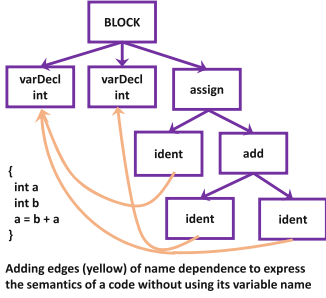 BLOCK
varDecl
int
varDecl
int
assign
ident
add
ident
ident
{
int a
int b
a = b + a
}
Adding edges (yellow) of name dependence to express
the semantics of a code without using its variable name